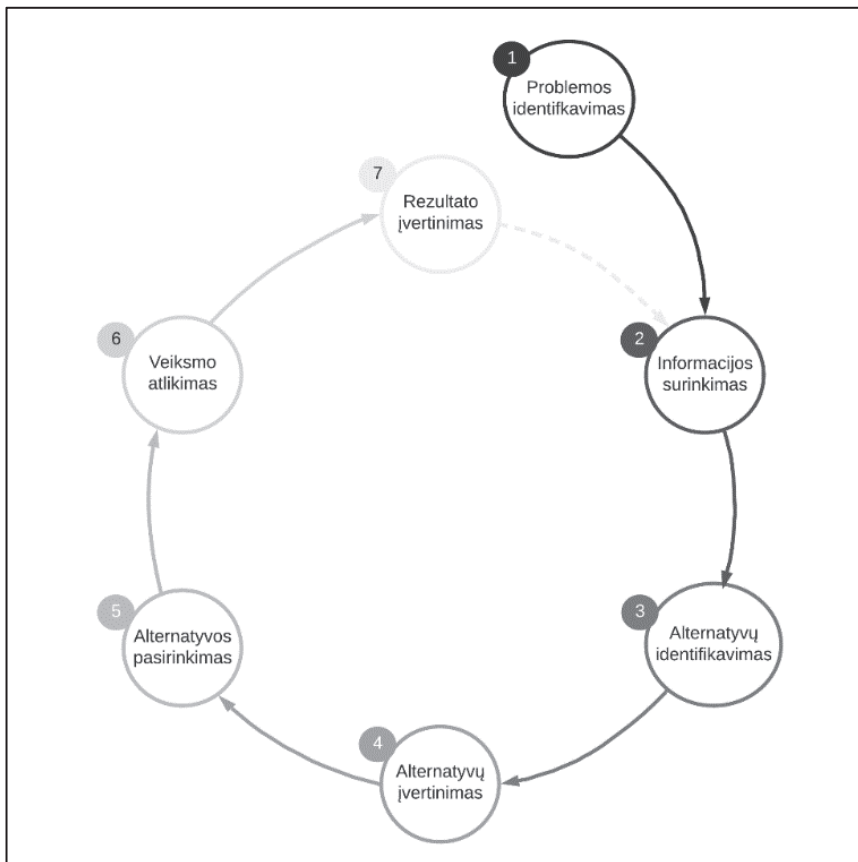 1
Problemos
identifkavimas
2
Informacijos
surinkimas
3
Alternatyvų
identifikavimas
4
Alternatyvų
įvertinimas
5
Alternatyvos
pasirinkimas
6
Veiksmo
atlikimas
7
Rezultato
įvertinimas